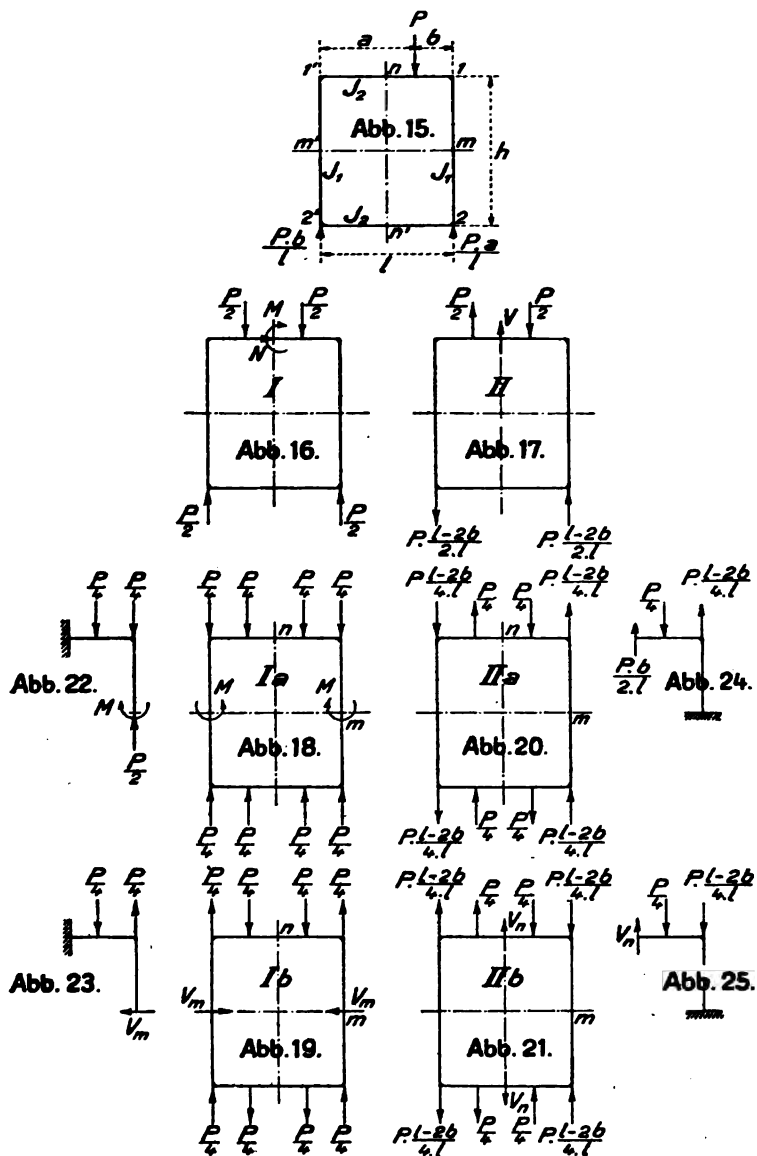 P
a b
1' n 1
J₂
Abb. 15.
m' m h
J₁ J₁
2' J₂ 2
n'
P.b/l l P.a/l
P/2 M P/2
N
I
Abb. 16.
P/2 P/2
P/2 V P/2
II
Abb. 17.
P.(l-2b)/(2.l) P.(l-2b)/(2.l)
P/4 P/4
Abb. 22.
M
P/2
P/4 P/4 P/4 P/4
n
Ia
M M
m
Abb. 18.
P/4 P/4 P/4 P/4
P.(l-2b)/(4.l) P/4 P/4 P.(l-2b)/(4.l)
n
IIa
m
Abb. 20.
P.(l-2b)/(4.l) P/4 P/4 P.(l-2b)/(4.l)
P/4 P.(l-2b)/(4.l)
P.b/(2.l) Abb. 24.
P/4 P/4
Abb. 23.
Vₘ
P/4 P/4 P/4 P/4
n
Ib
Vₘ Vₘ
m
Abb. 19.
P/4 P/4 P/4 P/4
P.(l-2b)/(4.l) P/4 P/4 P.(l-2b)/(4.l)
Vₙ
IIb
m
Abb. 21.
Vₙ
P.(l-2b)/(4.l) P/4 P/4 P.(l-2b)/(4.l)
P/4 P.(l-2b)/(4.l)
Vₙ
Abb. 25.